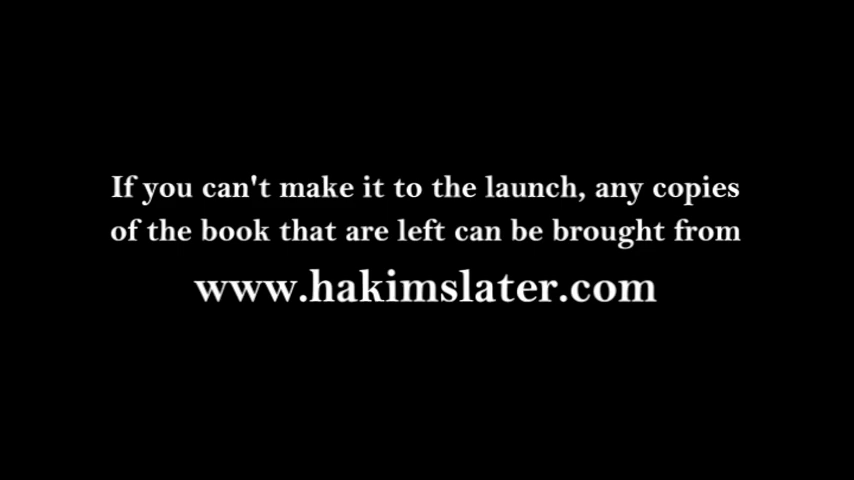 If you can't make it to the launch, any copies
of the book that are left can be brought from
www.hakimslater.com